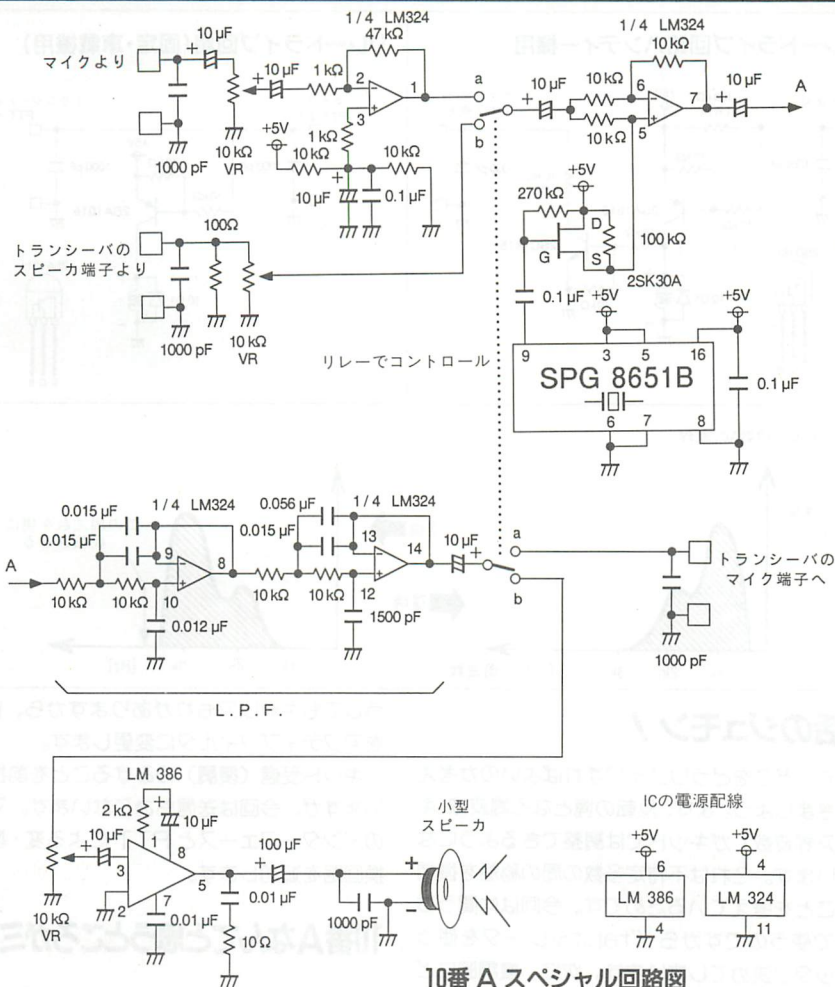 1/4 LM324
47 kΩ
マイクより
10 µF
+
10 µF
+
1 kΩ
2
−
+
1
3
1 kΩ
a
b
+5V
10 kΩ
10 kΩ
+
10 µF
0.1 µF
1000 pF
10 kΩ
VR
1/4 LM324
10 kΩ
10 µF
+
10 kΩ
10 kΩ
6
−
+
7
5
10 µF
+
A
トランシーバの
スピーカ端子より
100Ω
1000 pF
10 kΩ
VR
+5V
270 kΩ
D
G
S
100 kΩ
2SK30A
0.1 µF
+5V
+5V
リレーでコントロール
9
3
5
16
SPG 8651B
6
7
8
0.1 µF
0.015 µF
0.015 µF
1/4 LM324
9
−
+
8
10
A
10 kΩ
10 kΩ
0.012 µF
0.056 µF
0.015 µF
1/4 LM324
13
−
+
14
12
10 kΩ
10 kΩ
1500 pF
10 µF
+
a
b
トランシーバの
マイク端子へ
1000 pF
L.P.F.
LM 386
2 kΩ
+
10 µF
+
10 µF
1
8
3
2
7
5
10 kΩ
VR
0.01 µF
100 µF
+
0.01 µF
10 Ω
1000 pF
小型
スピーカ
+
−
ICの電源配線
+5V
6
LM 386
4
+5V
4
LM 324
11
10番 A スペシャル回路図